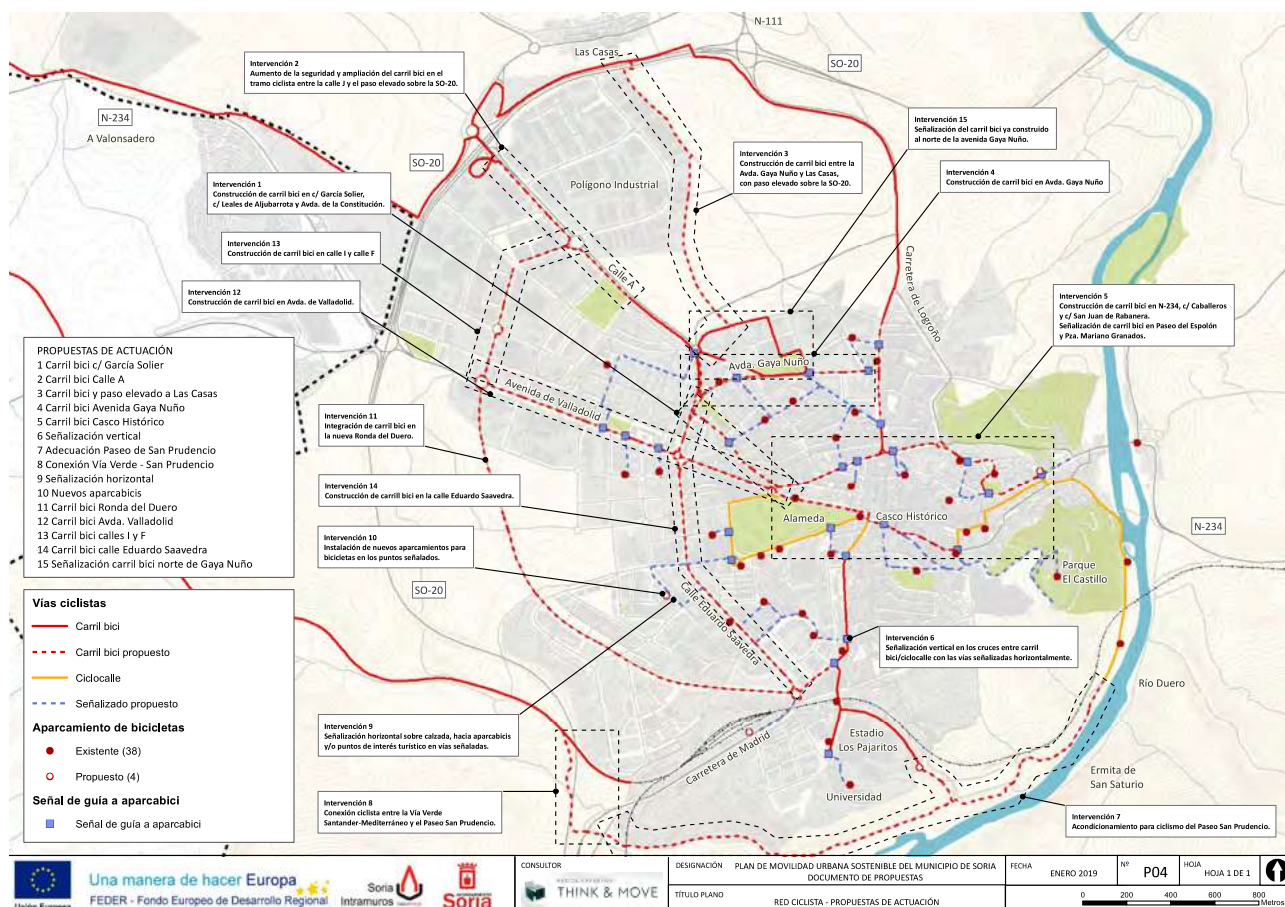 N-111
Las Casas
SO-20
Intervención 2
Aumento de la seguridad y ampliación del carril bici en el
tramo ciclista entre la calle J y el paso elevado sobre la SO-20.
N-234
A Valonsadero
SO-20
Intervención 15
Señalización del carril bici ya construido
al norte de la avenida Gaya Nuño.
Intervención 3
Construcción de carril bici entre la
Avda. Gaya Nuño y Las Casas,
con paso elevado sobre la SO-20.
Intervención 4
Construcción de carril bici en Avda. Gaya Nuño
Intervención 1
Construcción de carril bici en c/ García Solier,
c/ Leales de Aljubarrota y Avda. de la Constitución.
Polígono Industrial
Intervención 13
Construcción de carril bici en calle I y calle F
Calle A
Carretera de Logroño
Intervención 12
Construcción de carril bici en Avda. de Valladolid.
Intervención 5
Construcción de carril bici en N-234, c/ Caballeros
y c/ San Juan de Rabanera.
Señalización de carril bici en Paseo del Espolón
y Pza. Mariano Granados.
PROPUESTAS DE ACTUACIÓN
1 Carril bici c/ García Solier
2 Carril bici Calle A
3 Carril bici y paso elevado a Las Casas
4 Carril bici Avenida Gaya Nuño
5 Carril bici Casco Histórico
6 Señalización vertical
7 Adecuación Paseo de San Prudencio
8 Conexión Vía Verde - San Prudencio
9 Señalización horizontal
10 Nuevos aparcabicis
11 Carril bici Ronda del Duero
12 Carril bici Avda. Valladolid
13 Carril bici calles I y F
14 Carril bici calle Eduardo Saavedra
15 Señalización carril bici norte de Gaya Nuño
Avda. Gaya Nuño
Avenida de Valladolid
Intervención 11
Integración de carril bici en
la nueva Ronda del Duero.
Intervención 14
Construcción de carrill bici en la calle Eduardo Saavedra.
Intervención 10
Instalación de nuevos aparcamientos para
bicicletas en los puntos señalados.
Alameda
Casco Histórico
N-234
Parque
El Castillo
SO-20
Calle Eduardo Saavedra
Vías ciclistas
Carril bici
Carril bici propuesto
Ciclocalle
Señalizado propuesto
Aparcamiento de bicicletas
Existente (38)
Propuesto (4)
Señal de guía a aparcabici
Señal de guía a aparcabici
Intervención 6
Señalización vertical en los cruces entre carril
bici/ciclocalle con las vías señalizadas horizontalmente.
Río Duero
Intervención 9
Señalización horizontal sobre calzada, hacia aparcabicis
y/o puntos de interés turístico en vías señaladas.
Carretera de Madrid
Estadio
Los Pajaritos
Ermita de
San Saturio
Universidad
Intervención 8
Conexión ciclista entre la Vía Verde
Santander-Mediterráneo y el Paseo San Prudencio.
Intervención 7
Acondicionamiento para ciclismo del Paseo San Prudencio.
Unión Europea
Una manera de hacer Europa
FEDER - Fondo Europeo de Desarrollo Regional
Soria
Intramuros
Soria
CONSULTOR
THINK & MOVE
DESIGNACIÓN
PLAN DE MOVILIDAD URBANA SOSTENIBLE DEL MUNICIPIO DE SORIA
DOCUMENTO DE PROPUESTAS
TÍTULO PLANO
RED CICLISTA - PROPUESTAS DE ACTUACIÓN
FECHA
ENERO 2019
Nº
P04
HOJA
HOJA 1 DE 1
0 200 400 600 800
Metros